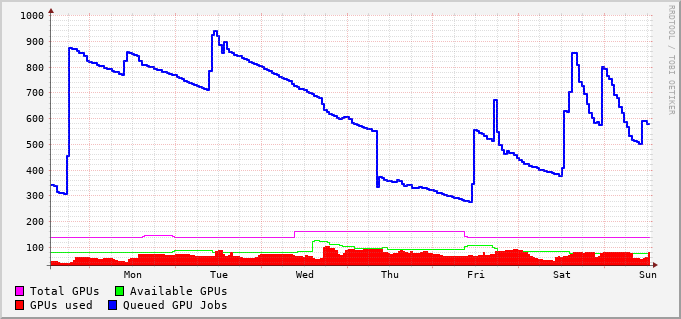 1000
900
800
700
600
500
400
300
200
100
Mon Tue Wed Thu Fri Sat Sun
Total GPUs Available GPUs
GPUs used Queued GPU Jobs
RRDTOOL / TOBI OETIKER